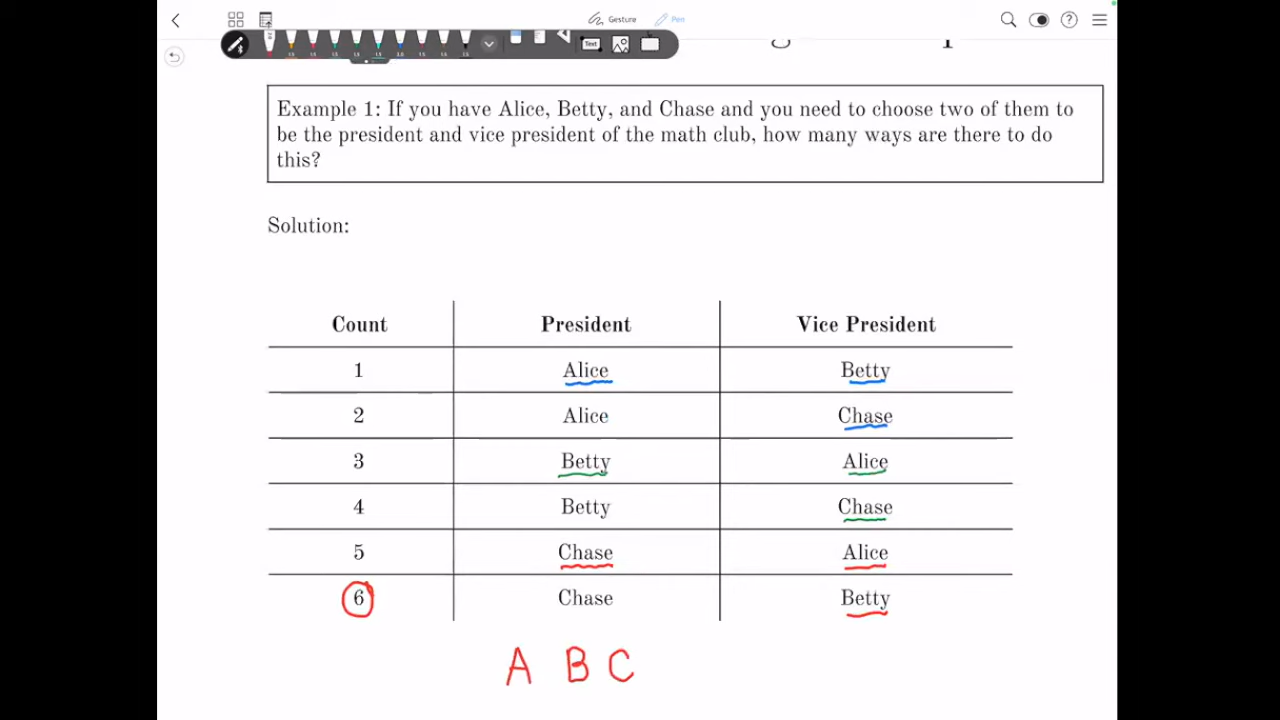 Gesture Pen
Text
Example 1: If you have Alice, Betty, and Chase and you need to choose two of them to
be the president and vice president of the math club, how many ways are there to do
this?
Solution:
Count President Vice President
1 Alice Betty
2 Alice Chase
3 Betty Alice
4 Betty Chase
5 Chase Alice
6 Chase Betty
A B C